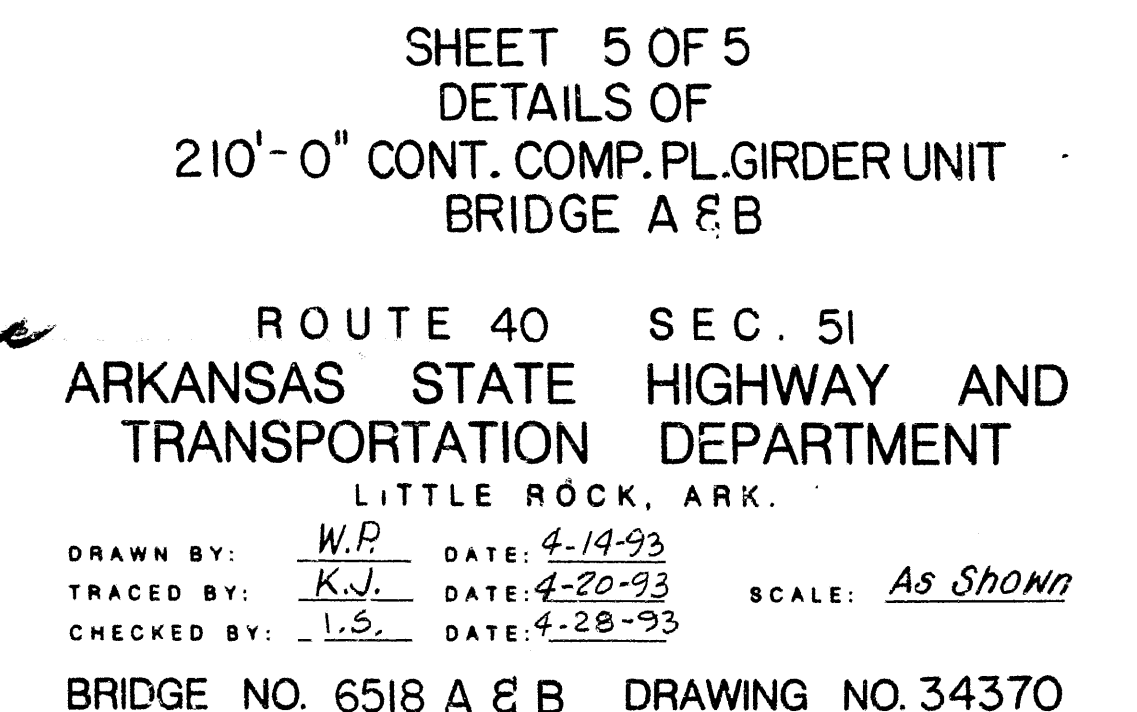 SHEET 5 OF 5
DETAILS OF
210'-0" CONT. COMP. PL. GIRDER UNIT
BRIDGE A & B
ROUTE 40 SEC. 51
ARKANSAS STATE HIGHWAY AND
TRANSPORTATION DEPARTMENT
LITTLE ROCK, ARK.
DRAWN BY: W.P. DATE: 4-14-93
TRACED BY: K.J. DATE: 4-20-93 SCALE: As Shown
CHECKED BY: I.S. DATE: 4-28-93
BRIDGE NO. 6518 A & B DRAWING NO. 34370